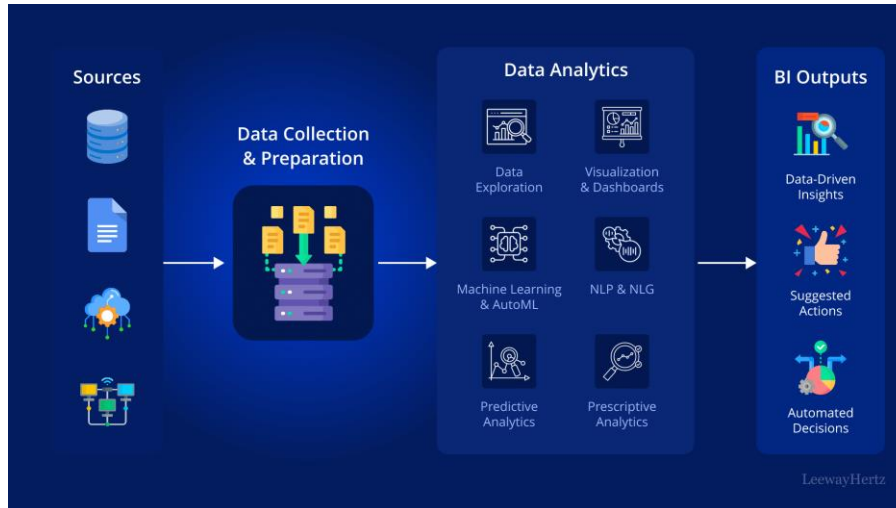 Sources
Data Collection
& Preparation
Data Analytics
Data
Exploration
Visualization
& Dashboards
Machine Learning
& AutoML
NLP & NLG
Predictive
Analytics
Prescriptive
Analytics
BI Outputs
Data-Driven
Insights
Suggested
Actions
Automated
Decisions
LeewayHertz